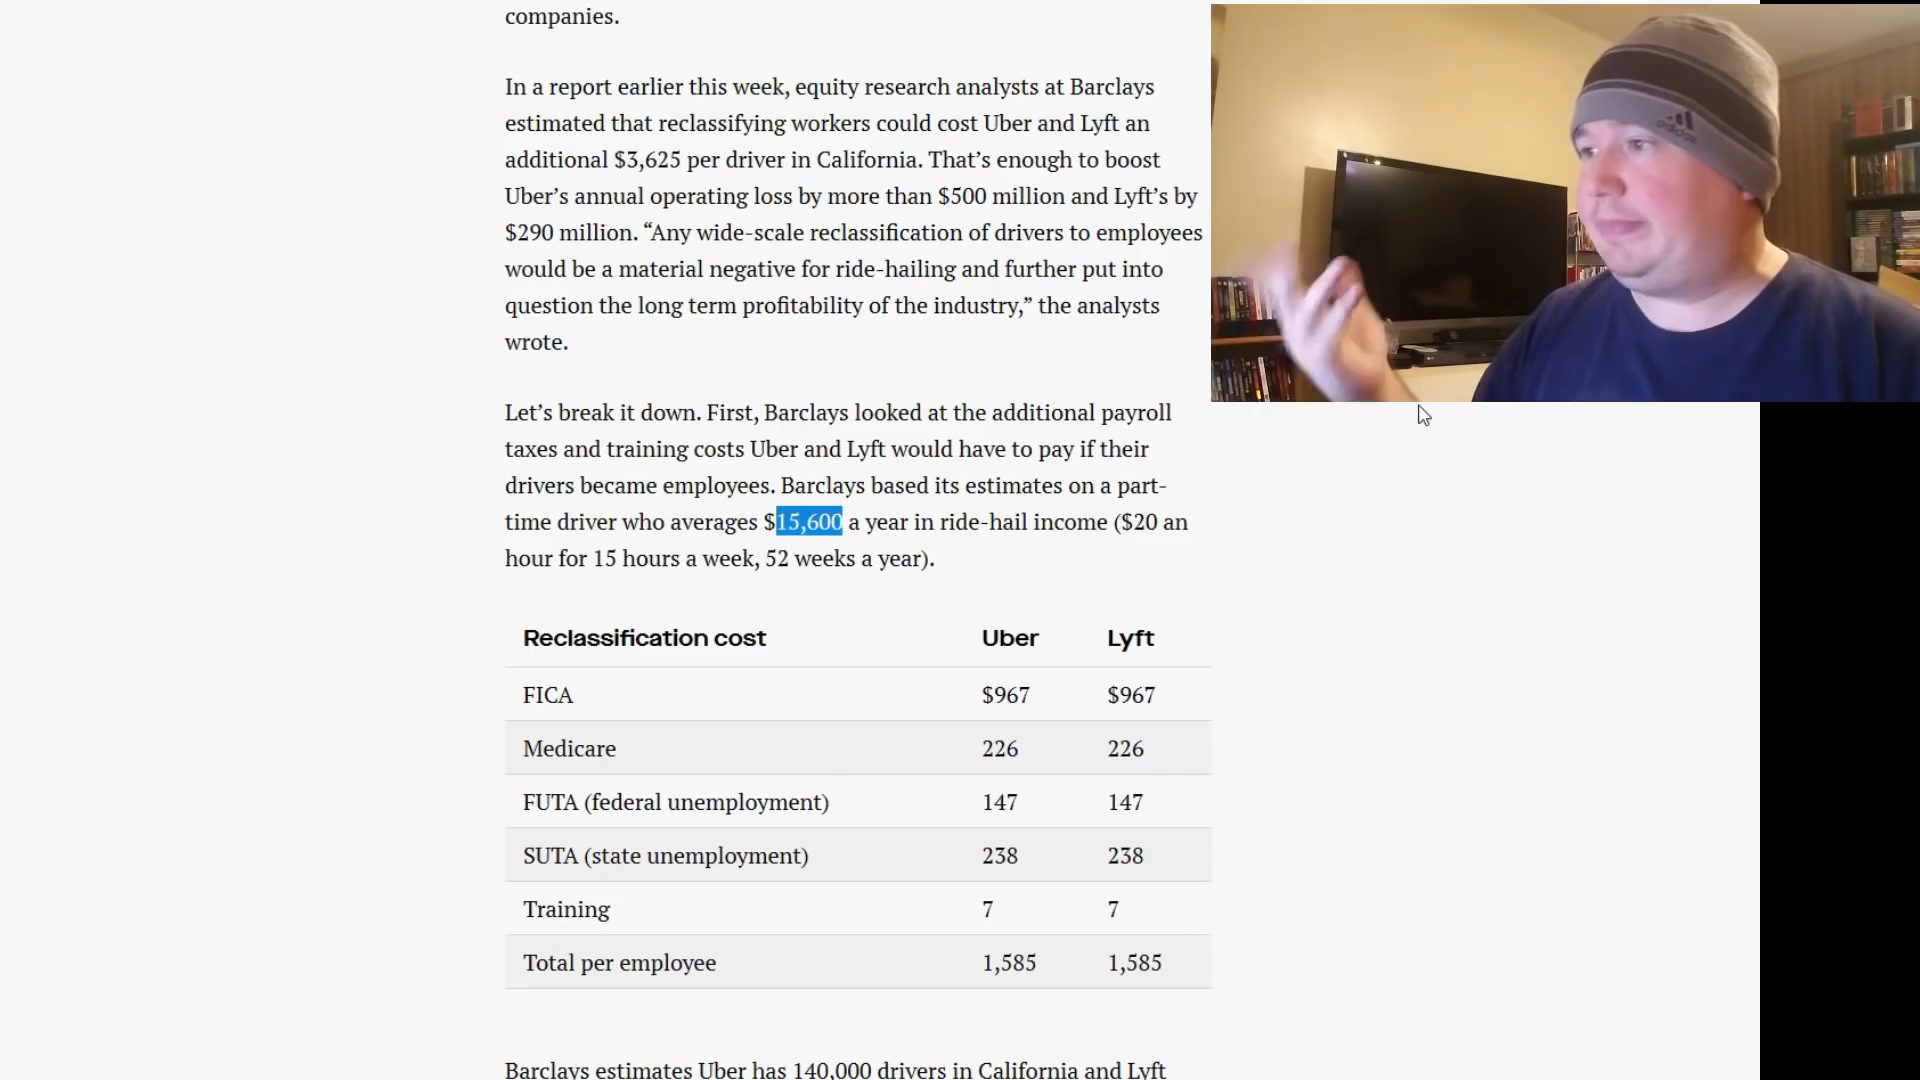 companies.
In a report earlier this week, equity research analysts at Barclays
estimated that reclassifying workers could cost Uber and Lyft an
additional $3,625 per driver in California. That’s enough to boost
Uber’s annual operating loss by more than $500 million and Lyft’s by
$290 million. “Any wide-scale reclassification of drivers to employees
would be a material negative for ride-hailing and further put into
question the long term profitability of the industry,” the analysts
wrote.
Let’s break it down. First, Barclays looked at the additional payroll
taxes and training costs Uber and Lyft would have to pay if their
drivers became employees. Barclays based its estimates on a part-
time driver who averages $15,600 a year in ride-hail income ($20 an
hour for 15 hours a week, 52 weeks a year).
Reclassification cost Uber Lyft
FICA $967 $967
Medicare 226 226
FUTA (federal unemployment) 147 147
SUTA (state unemployment) 238 238
Training 7 7
Total per employee 1,585 1,585
Barclays estimates Uber has 140,000 drivers in California and Lyft
adidas